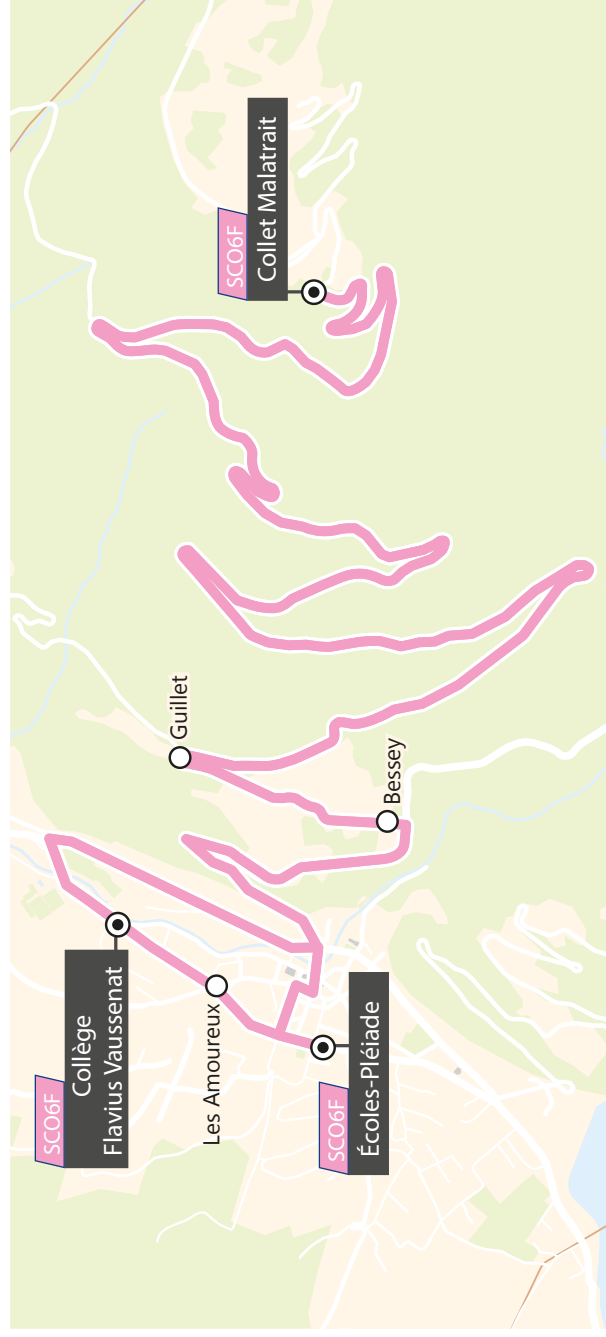 SCO6F
Collège
Flavius Vaussenat
Les Amoureux
SCO6F
Écoles-Pléiade
Guillet
Bessey
SCO6F
Collet Malatrait